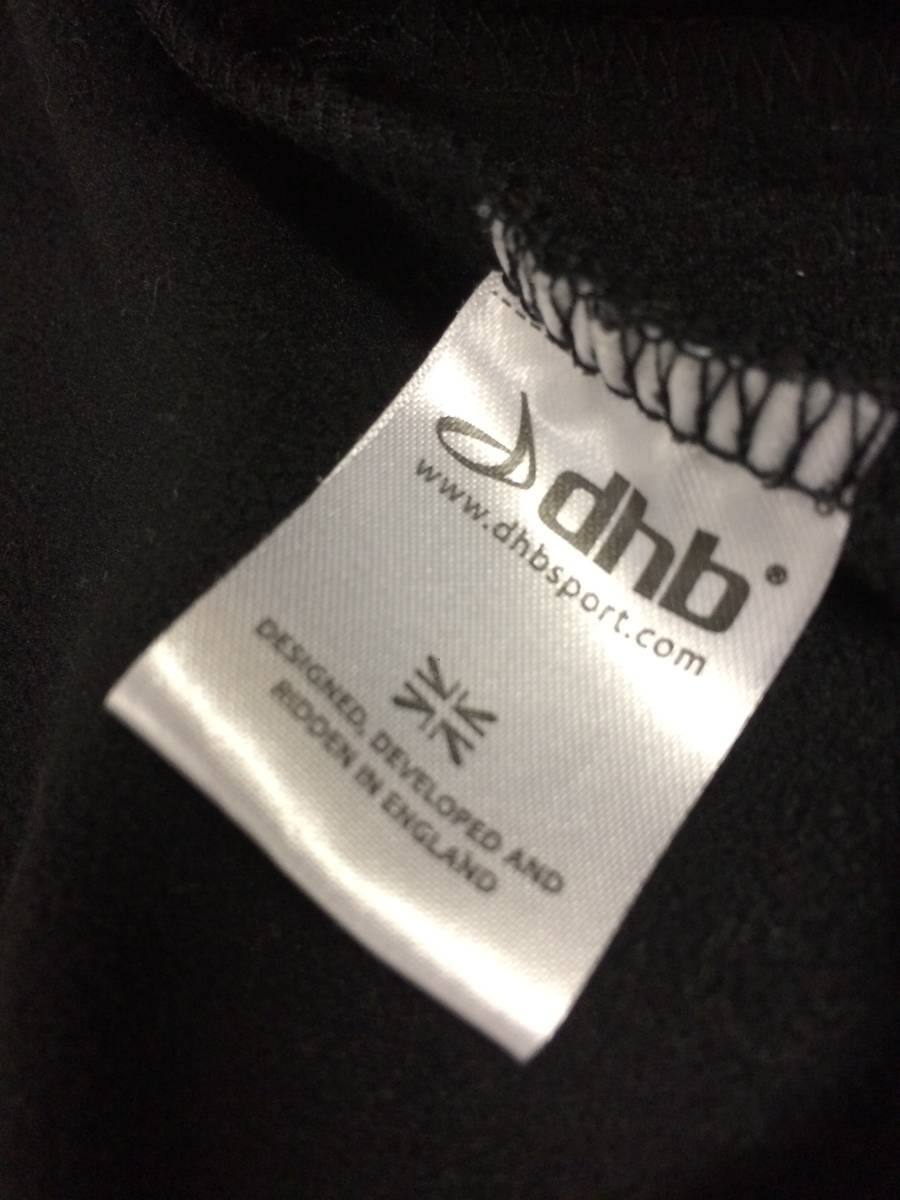 dhb®
www.dhbsport.com
DESIGNED, DEVELOPED AND
RIDDEN IN ENGLAND